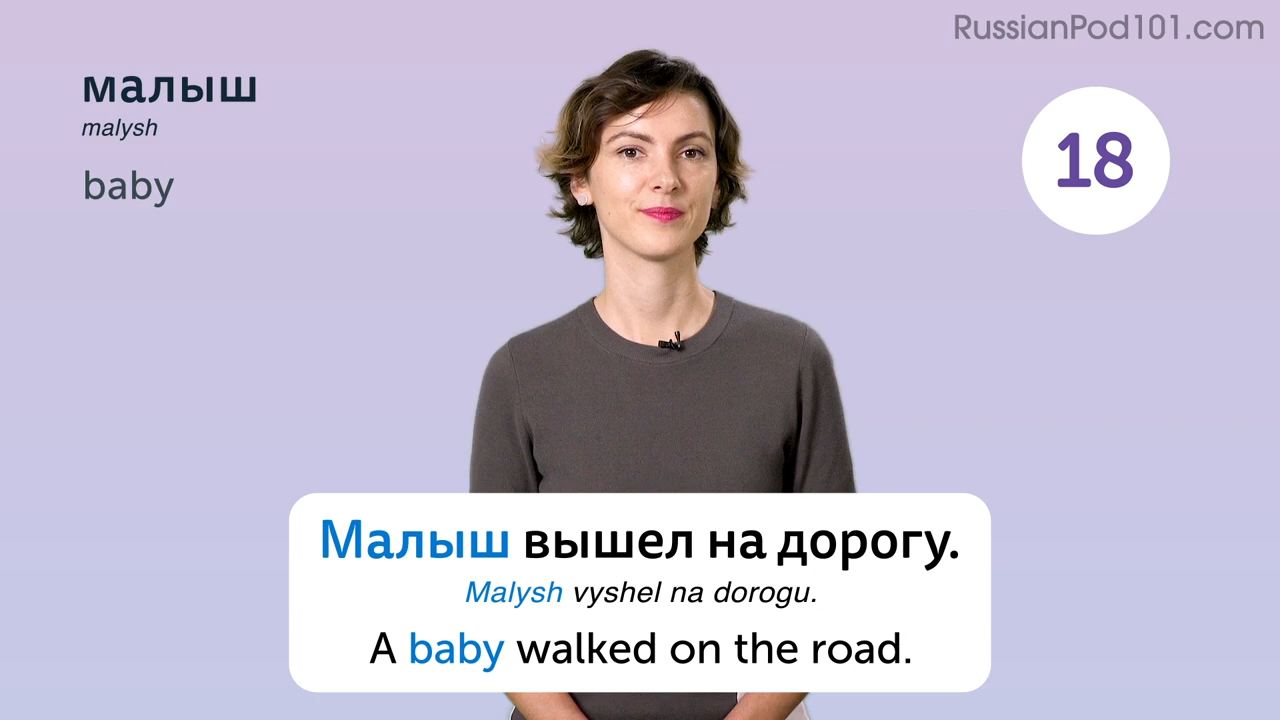 RussianPod101.com
малыш
malysh
baby
18
Малыш вышел на дорогу.
Malysh vyshel na dorogu.
A baby walked on the road.